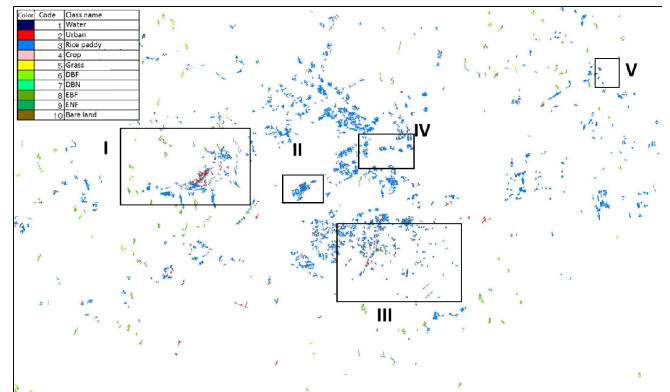 Color Code Class name
1 Water
2 Urban
3 Rice paddy
4 Crop
5 Grass
6 DBF
7 DBN
8 EBF
9 ENF
10 Bare land
V
IV
I
II
III